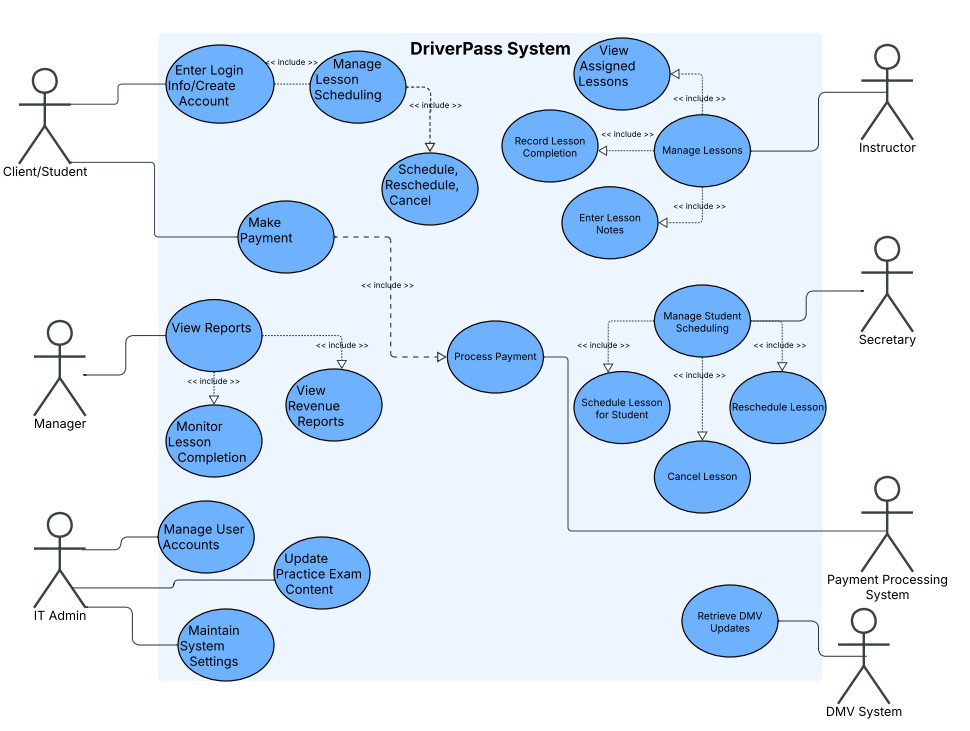 DriverPass System
Enter Login
Info/Create
Account
<< include >>
Manage
Lesson
Scheduling
<< include >>
Schedule,
Reschedule,
Cancel
View
Assigned
Lessons
<< include >>
Record Lesson
Completion
<< include >>
Manage Lessons
<< include >>
Enter Lesson
Notes
Client/Student
Instructor
Make
Payment
<< include >>
Process Payment
View Reports
<< include >>
<< include >>
View
Revenue
Reports
Monitor
Lesson
Completion
Manager
Manage Student
Scheduling
<< include >>
<< include >>
<< include >>
Schedule Lesson
for Student
Reschedule Lesson
Cancel Lesson
Secretary
Manage User
Accounts
Update
Practice Exam
Content
Maintain
System
Settings
IT Admin
Payment Processing
System
Retrieve DMV
Updates
DMV System